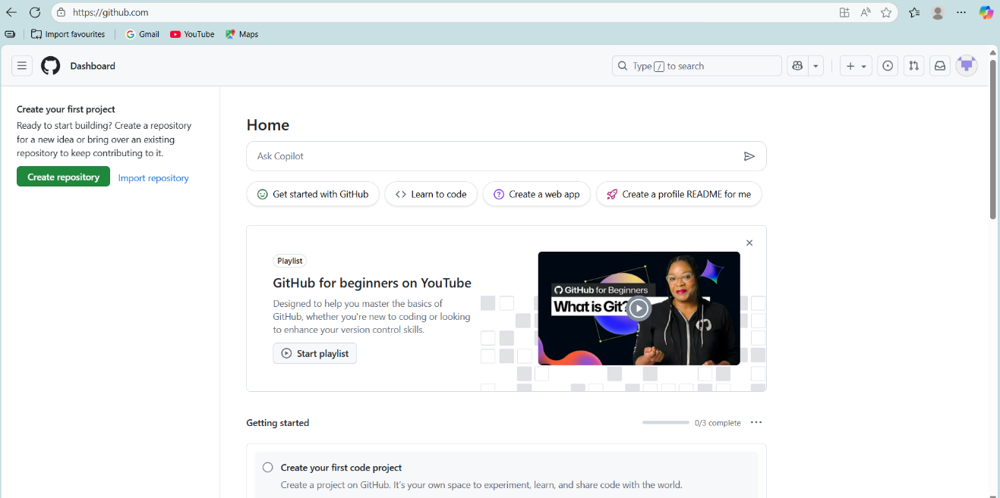 https://github.com
Import favourites
Gmail
YouTube
Maps
Dashboard
Type / to search
Create your first project
Ready to start building? Create a repository
for a new idea or bring over an existing
repository to keep contributing to it.
Create repository
Import repository
Home
Ask Copilot
Get started with GitHub
Learn to code
Create a web app
Create a profile README for me
Playlist
GitHub for beginners on YouTube
Designed to help you master the basics of
GitHub, whether you're new to coding or looking
to enhance your version control skills.
Start playlist
GitHub for Beginners
What is Git?
Getting started
0/3 complete
Create your first code project
Create a project on GitHub. It's your own space to experiment, learn, and share code with the world.